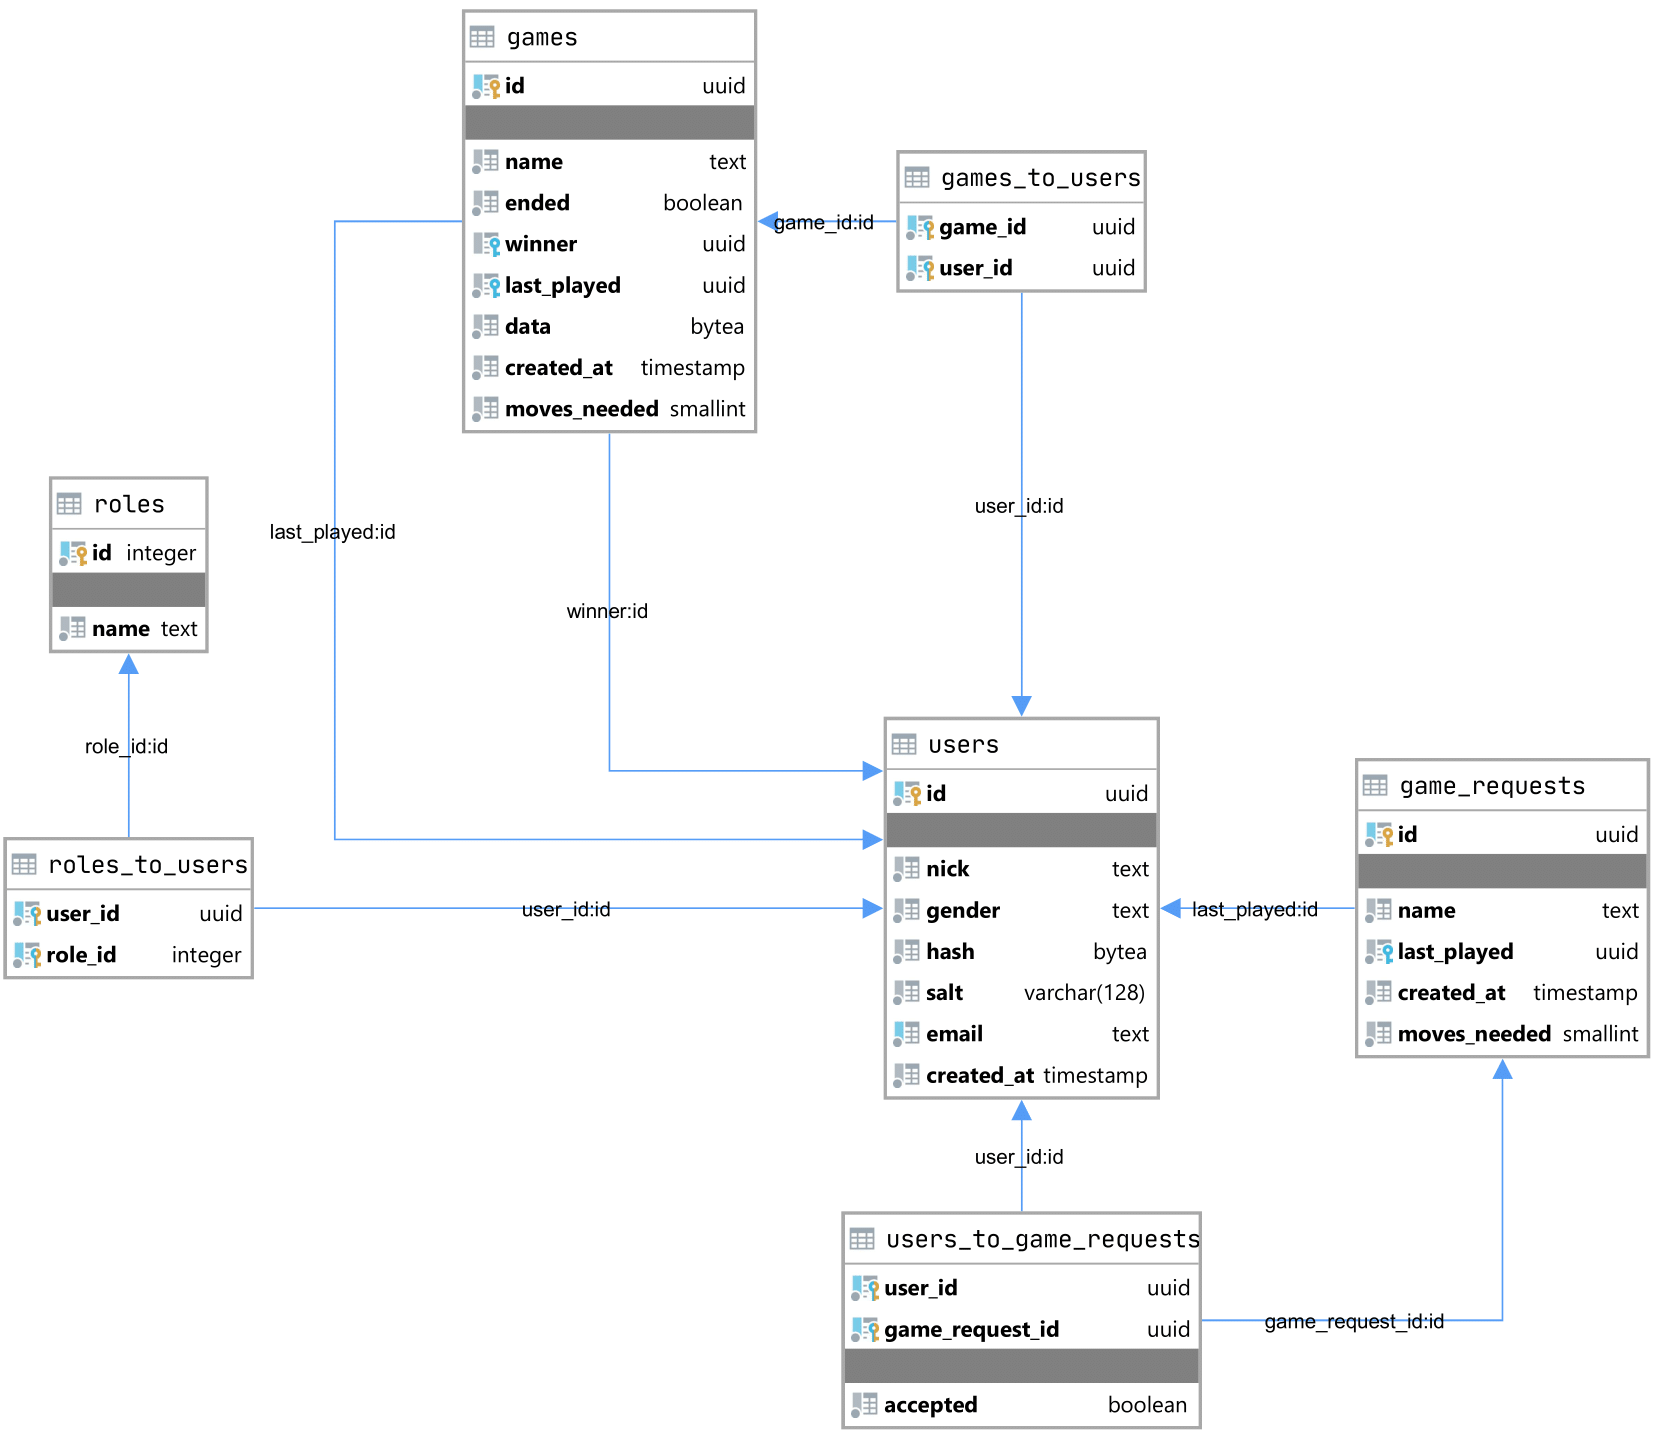 games
id uuid
name text
ended boolean
winner uuid
last_played uuid
data bytea
created_at timestamp
moves_needed smallint
games_to_users
game_id uuid
user_id uuid
game_id:id
user_id:id
last_played:id
winner:id
roles
id integer
name text
role_id:id
roles_to_users
user_id uuid
role_id integer
user_id:id
users
id uuid
nick text
gender text
hash bytea
salt varchar(128)
email text
created_at timestamp
last_played:id
game_requests
id uuid
name text
last_played uuid
created_at timestamp
moves_needed smallint
user_id:id
users_to_game_requests
user_id uuid
game_request_id uuid
accepted boolean
game_request_id:id